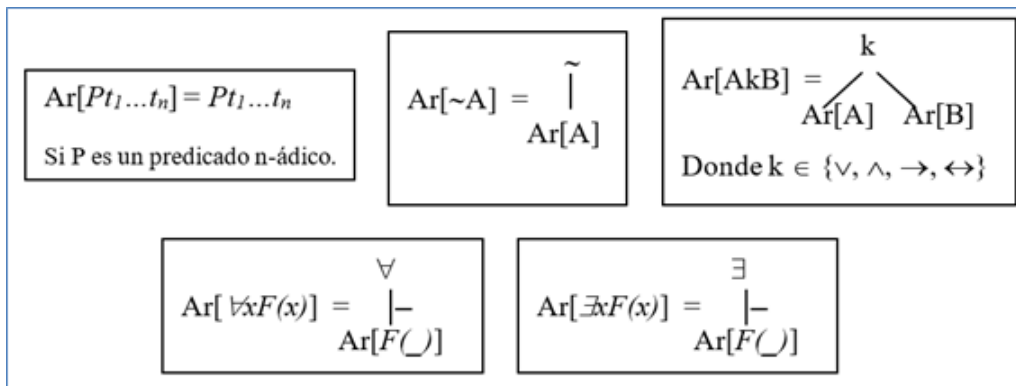 Ar[Pt₁...tₙ] = Pt₁...tₙ
Si P es un predicado n-ádico.
~
Ar[~A] = |
Ar[A]
k
Ar[AkB] =
Ar[A] Ar[B]
Donde k ∈ {∨, ∧, →, ↔}
∀
Ar[∀xF(x)] = |–
Ar[F(_)]
∃
Ar[∃xF(x)] = |–
Ar[F(_)]